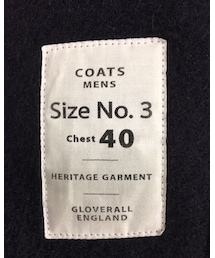 COATS
MENS
Size No. 3
Chest 40
HERITAGE GARMENT
GLOVERALL
ENGLAND